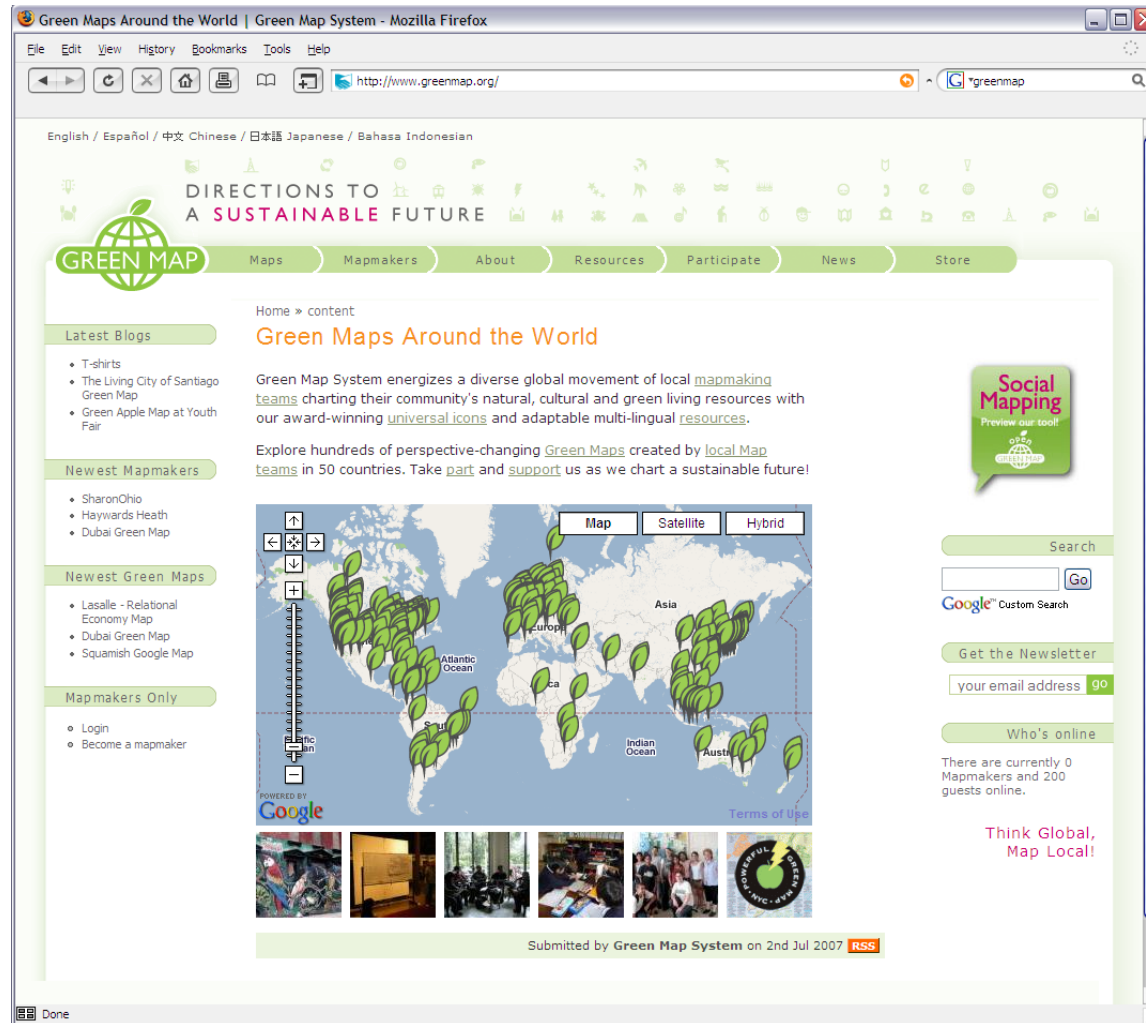 Green Maps Around the World | Green Map System - Mozilla Firefox
File Edit View History Bookmarks Tools Help
http://www.greenmap.org/
G greenmap
English / Español / 中文 Chinese / 日本語 Japanese / Bahasa Indonesian
DIRECTIONS TO
A SUSTAINABLE FUTURE
GREEN MAP
Maps Mapmakers About Resources Participate News Store
Home » content
Green Maps Around the World
Green Map System energizes a diverse global movement of local mapmaking
teams charting their community's natural, cultural and green living resources with
our award-winning universal icons and adaptable multi-lingual resources.
Explore hundreds of perspective-changing Green Maps created by local Map
teams in 50 countries. Take part and support us as we chart a sustainable future!
Latest Blogs
T-shirts
The Living City of Santiago
Green Map
Green Apple Map at Youth
Fair
Newest Mapmakers
SharonOhio
Haywards Heath
Dubai Green Map
Newest Green Maps
Lasalle - Relational
Economy Map
Dubai Green Map
Squamish Google Map
Mapmakers Only
Login
Become a mapmaker
Map Satellite Hybrid
Asia
Europe
Atlantic
Ocean
Indian
Ocean
POWERED BY
Google
Terms of Use
POWERFUL GREEN MAP NYC
Submitted by Green Map System on 2nd Jul 2007 RSS
Social
Mapping
Preview our tool!
open
GREEN MAP
Search
Go
Google™ Custom Search
Get the Newsletter
your email address go
Who's online
There are currently 0
Mapmakers and 200
guests online.
Think Global,
Map Local!
Done